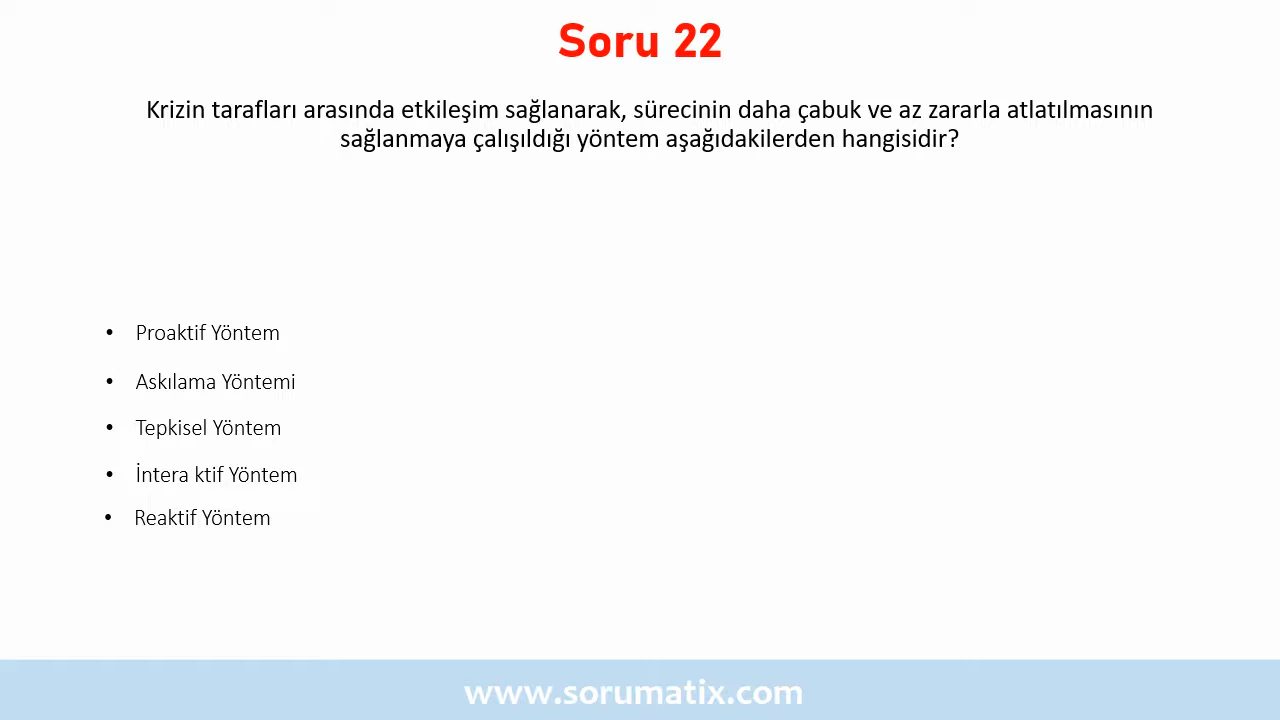 Soru 22
Krizin tarafları arasında etkileşim sağlanarak, sürecinin daha çabuk ve az zararla atlatılmasının
sağlanmaya çalışıldığı yöntem aşağıdakilerden hangisidir?
• Proaktif Yöntem
• Askılama Yöntemi
• Tepkisel Yöntem
• İntera ktif Yöntem
• Reaktif Yöntem
www.sorumatix.com